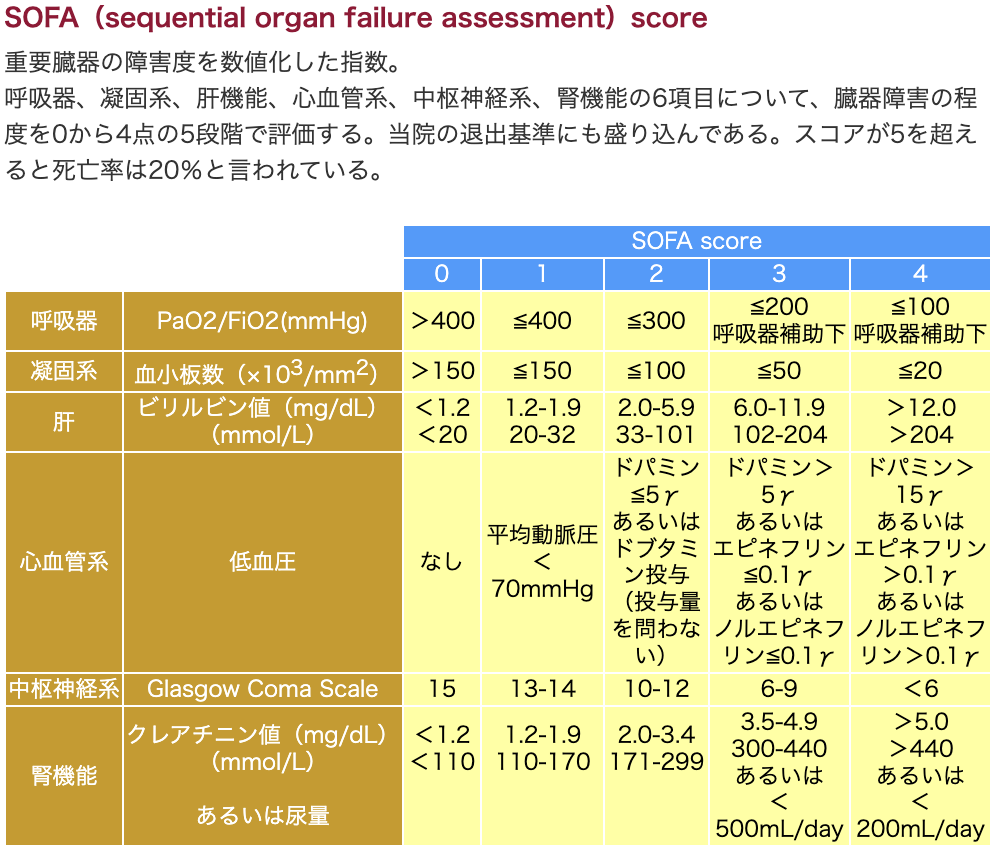 SOFA（sequential organ failure assessment）score
重要臓器の障害度を数値化した指数。
呼吸器、凝固系、肝機能、心血管系、中枢神経系、腎機能の6項目について、臓器障害の程
度を0から4点の5段階で評価する。当院の退出基準にも盛り込んである。スコアが5を超え
ると死亡率は20％と言われている。
SOFA score
0 1 2 3 4
呼吸器 PaO2/FiO2(mmHg) ＞400 ≦400 ≦300 ≦200 ≦100
呼吸器補助下 呼吸器補助下
凝固系 血小板数（×10³/mm²） ＞150 ≦150 ≦100 ≦50 ≦20
肝 ビリルビン値（mg/dL） ＜1.2 1.2-1.9 2.0-5.9 6.0-11.9 ＞12.0
（mmol/L） ＜20 20-32 33-101 102-204 ＞204
心血管系
低血圧
なし
平均動脈圧
＜
70mmHg
ドパミン
≦5γ
あるいは
ドブタミ
ン投与
（投与量
を問わな
い）
ドパミン＞
5γ
あるいは
エピネフリン
≦0.1γ
あるいは
ノルエピネフ
リン≦0.1γ
ドパミン＞
15γ
あるいは
エピネフリン
＞0.1γ
あるいは
ノルエピネフ
リン＞0.1γ
中枢神経系 Glasgow Coma Scale 15 13-14 10-12 6-9 ＜6
腎機能
クレアチニン値（mg/dL）
（mmol/L）
あるいは尿量
＜1.2
＜110
1.2-1.9
110-170
2.0-3.4
171-299
3.5-4.9
300-440
あるいは
＜
500mL/day
＞5.0
＞440
あるいは
＜
200mL/day